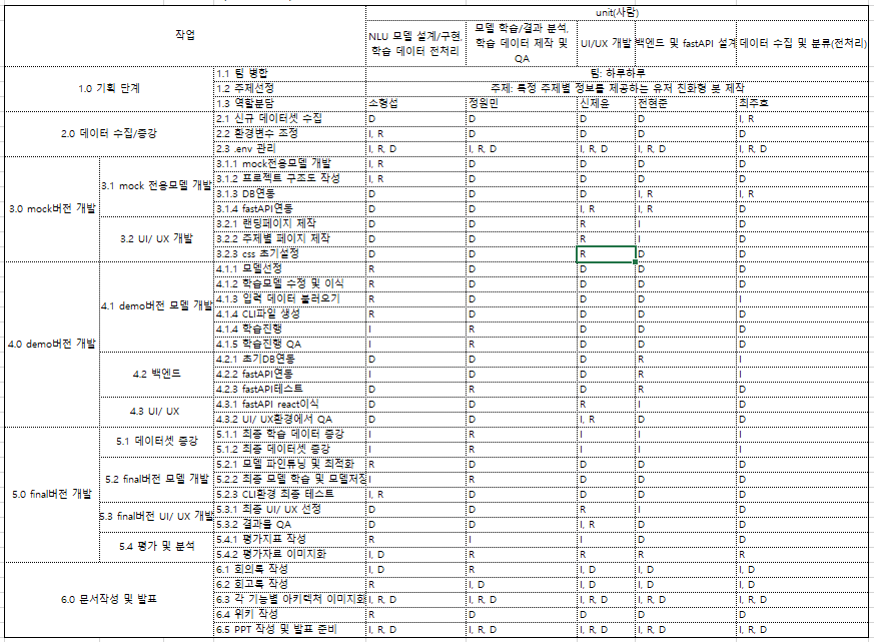 작업 unit(사람)
NLU 모델 설계/구현, 학습 데이터 전처리 모델 학습/결과 분석, 학습 데이터 제작 및 QA UI/UX 개발 백엔드 및 fastAPI 설계 데이터 수집 및 분류(전처리)
1.0 기획 단계 1.1 팀 병합 팀: 하루하루
1.2 주제선정 주제: 특정 주제별 정보를 제공하는 유저 친화형 봇 제작
1.3 역할분담 소형섭 정원민 신제윤 전현준 최주호
2.0 데이터 수집/증강 2.1 신규 데이터셋 수집 D D D D I, R
2.2 환경변수 조정 I, R D D D D
2.3 .env 관리 I, R, D I, R, D I, R, D I, R, D I, R, D
3.0 mock버전 개발 3.1 mock 전용모델 개발 3.1.1 mock전용모델 개발 I, R D D D D
3.1.2 프로젝트 구조도 작성 I, R D D D D
3.1.3 DB연동 D D D I, R I, R
3.1.4 fastAPI연동 D D I, R I, R D
3.2 UI/ UX 개발 3.2.1 랜딩페이지 제작 D D R I D
3.2.2 주제별 페이지 제작 D D R I D
3.2.3 css 초기설정 D D R D D
4.0 demo버전 개발 4.1 demo버전 모델 개발 4.1.1 모델선정 R D D D D
4.1.2 학습모델 수정 및 이식 R D D D D
4.1.3 입력 데이터 불러오기 R D D D I
4.1.4 CLI파일 생성 R D D D D
4.1.4 학습진행 I R D D D
4.1.5 학습진행 QA I R D D D
4.2 백엔드 4.2.1 초기DB연동 D D D R I
4.2.2 fastAPI연동 I D D R I
4.2.3 fastAPI테스트 D R D R D
4.3 UI/ UX 4.3.1 fastAPI react이식 D D R I D
4.3.2 UI/ UX환경에서 QA D D I, R D D
5.0 final버전 개발 5.1 데이터셋 증강 5.1.1 최종 학습 데이터 증강 I R I I I
5.1.2 최종 데이터셋 증강 I R I I I
5.2 final버전 모델 개발 5.2.1 모델 파인튜닝 및 최적화 R D D D D
5.2.2 최종 모델 학습 및 모델저장 I R D D D
5.2.3 CLI환경 최종 테스트 I, R D D D D
5.3 final버전 UI/ UX 개발 5.3.1 최종 UI/ UX 선정 D D R I D
5.3.2 결과물 QA D D I, R D D
5.4 평가 및 분석 5.4.1 평가지표 작성 R I I D D
5.4.2 평가자료 이미지화 I, D R R R R
6.0 문서작성 및 발표 6.1 회의록 작성 I, D R I, D I, D I, D
6.2 회고록 작성 R I, D I, D I, D I, D
6.3 각 기능별 아키텍처 이미지화 I, R, D I, R, D I, R, D I, R, D I, R, D
6.4 위키 작성 R D D D D
6.5 PPT 작성 및 발표 준비 I, R, D I, R, D I, R, D I, R, D I, R, D